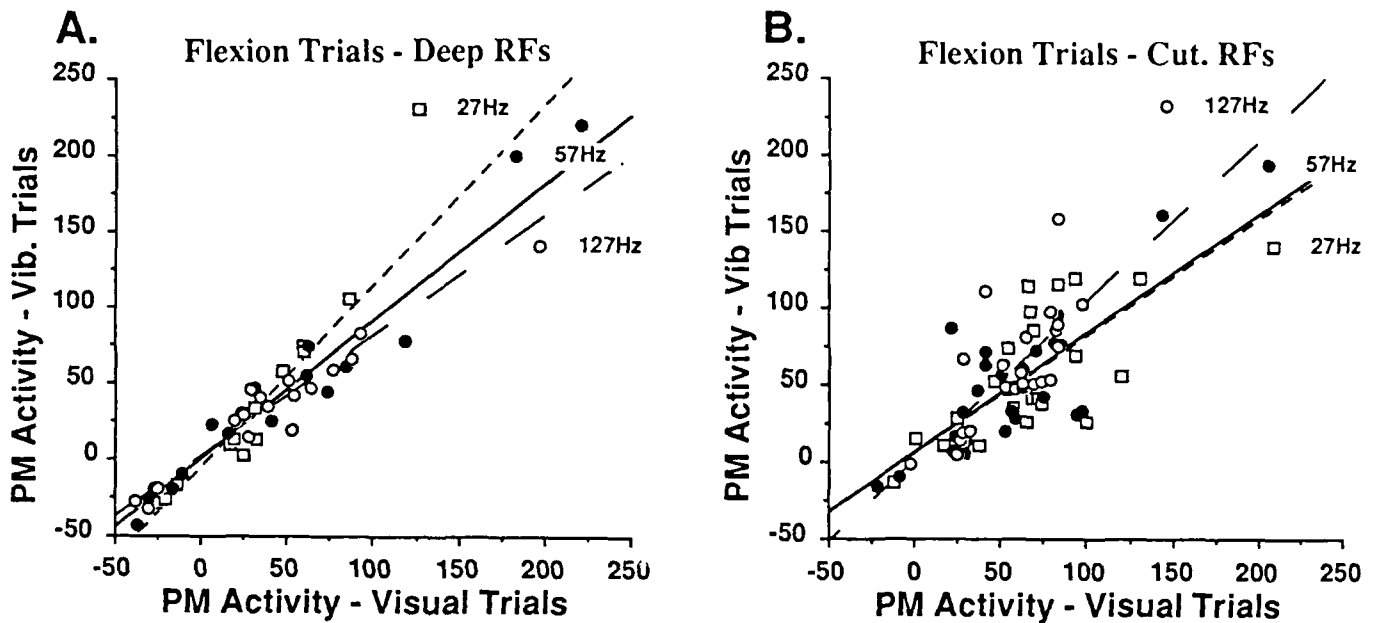 A.
Flexion Trials - Deep RFs
250
200
150
100
50
0
-50
PM Activity - Vib. Trials
27Hz
57Hz
127Hz
-50 0 50 100 150 200 250
PM Activity - Visual Trials
B.
Flexion Trials - Cut. RFs
250
200
150
100
50
0
-50
PM Activity - Vib Trials
127Hz
57Hz
27Hz
-50 0 50 100 150 200 250
PM Activity - Visual Trials